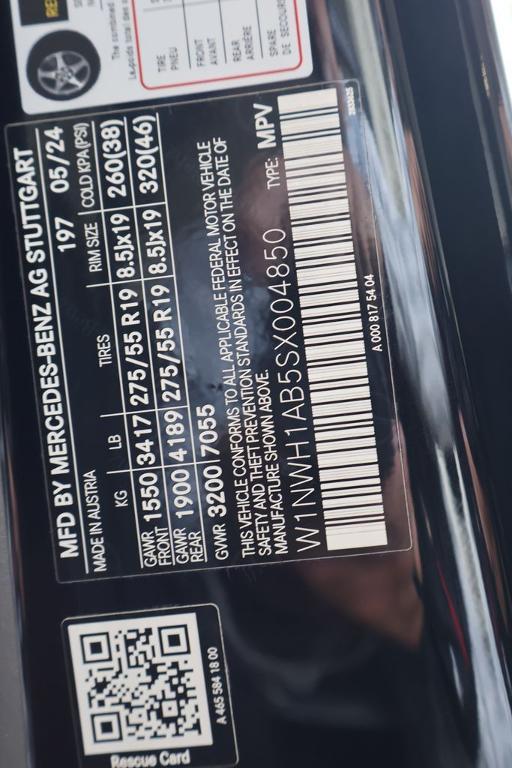 MFD BY MERCEDES-BENZ AG STUTTGART
MADE IN AUSTRIA 197 05/24
KG LB TIRES RIM SIZE COLD KPA(PSI)
GAWR FRONT 1550 3417 275/55 R19 8.5Jx19 260(38)
GAWR REAR 1900 4189 275/55 R19 8.5Jx19 320(46)
GVWR 3200 7055
THIS VEHICLE CONFORMS TO ALL APPLICABLE FEDERAL MOTOR VEHICLE
SAFETY AND THEFT PREVENTION STANDARDS IN EFFECT ON THE DATE OF
MANUFACTURE SHOWN ABOVE.
W1NWH1AB5SX004850 TYPE: MPV
A 000 817 54 04
TIRE
PNEU
FRONT
AVANT
REAR
ARRIÈRE
SPARE
DE SECOURS
Rescue Card
A 465 584 18 00